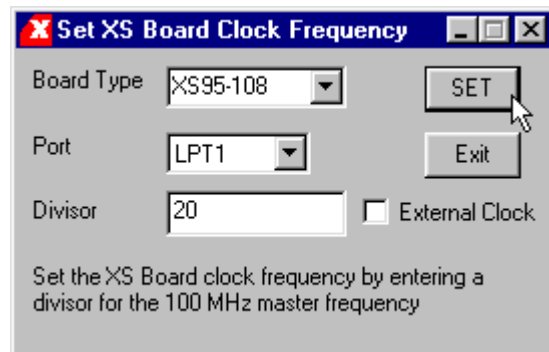 X Set XS Board Clock Frequency
Board Type XS95-108 SET
Port LPT1 Exit
Divisor 20 External Clock
Set the XS Board clock frequency by entering a
divisor for the 100 MHz master frequency